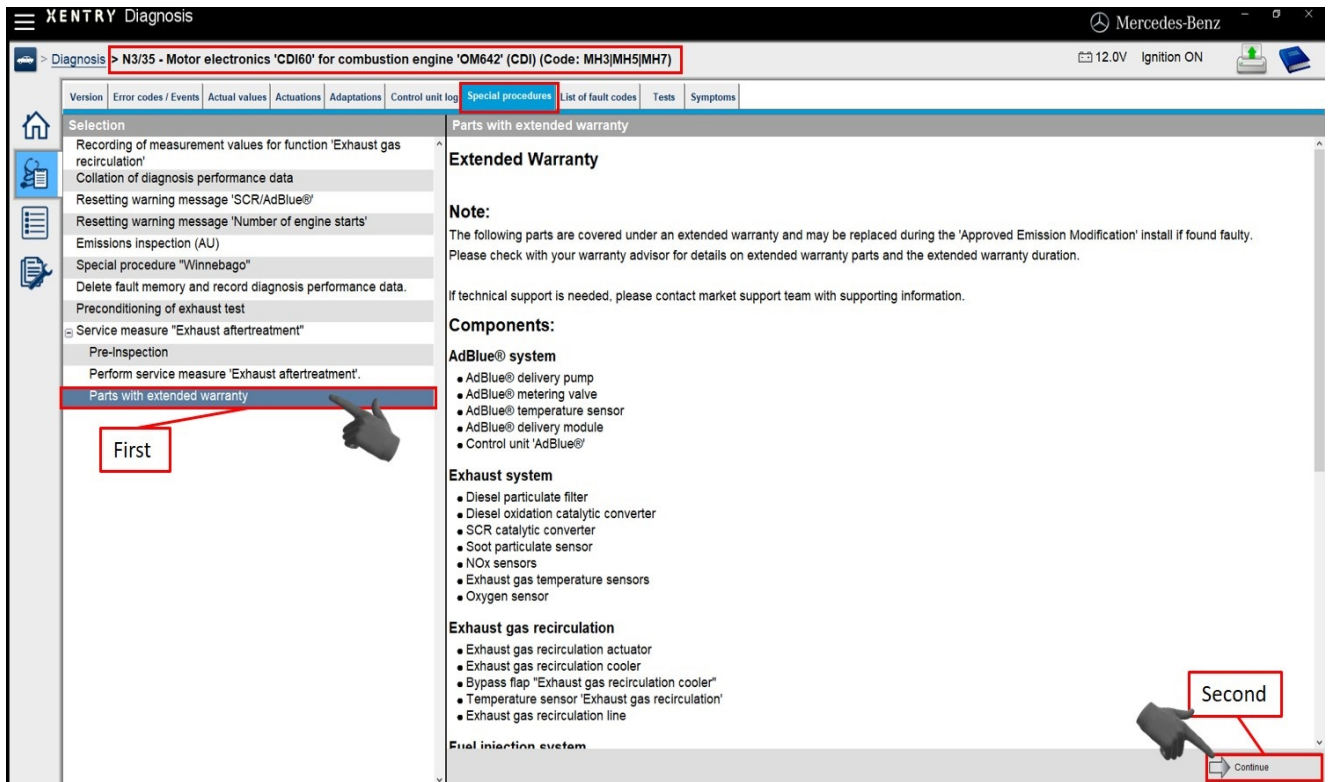 XENTRY Diagnosis
Mercedes-Benz
> Diagnosis > N3/35 - Motor electronics 'CDI60' for combustion engine 'OM642' (CDI) (Code: MH3|MH5|MH7)
12.0V Ignition ON
Version Error codes / Events Actual values Actuations Adaptations Control unit log Special procedures List of fault codes Tests Symptoms
Selection
Recording of measurement values for function 'Exhaust gas
recirculation'
Collation of diagnosis performance data
Resetting warning message 'SCR/AdBlue®'
Resetting warning message 'Number of engine starts'
Emissions inspection (AU)
Special procedure "Winnebago"
Delete fault memory and record diagnosis performance data.
Preconditioning of exhaust test
Service measure "Exhaust aftertreatment"
Pre-Inspection
Perform service measure 'Exhaust aftertreatment'.
Parts with extended warranty
First
Parts with extended warranty
Extended Warranty
Note:
The following parts are covered under an extended warranty and may be replaced during the 'Approved Emission Modification' install if found faulty.
Please check with your warranty advisor for details on extended warranty parts and the extended warranty duration.
If technical support is needed, please contact market support team with supporting information.
Components:
AdBlue® system
• AdBlue® delivery pump
• AdBlue® metering valve
• AdBlue® temperature sensor
• AdBlue® delivery module
• Control unit 'AdBlue®'
Exhaust system
• Diesel particulate filter
• Diesel oxidation catalytic converter
• SCR catalytic converter
• Soot particulate sensor
• NOx sensors
• Exhaust gas temperature sensors
• Oxygen sensor
Exhaust gas recirculation
• Exhaust gas recirculation actuator
• Exhaust gas recirculation cooler
• Bypass flap "Exhaust gas recirculation cooler"
• Temperature sensor 'Exhaust gas recirculation'
• Exhaust gas recirculation line
Fuel injection system
Second
Continue